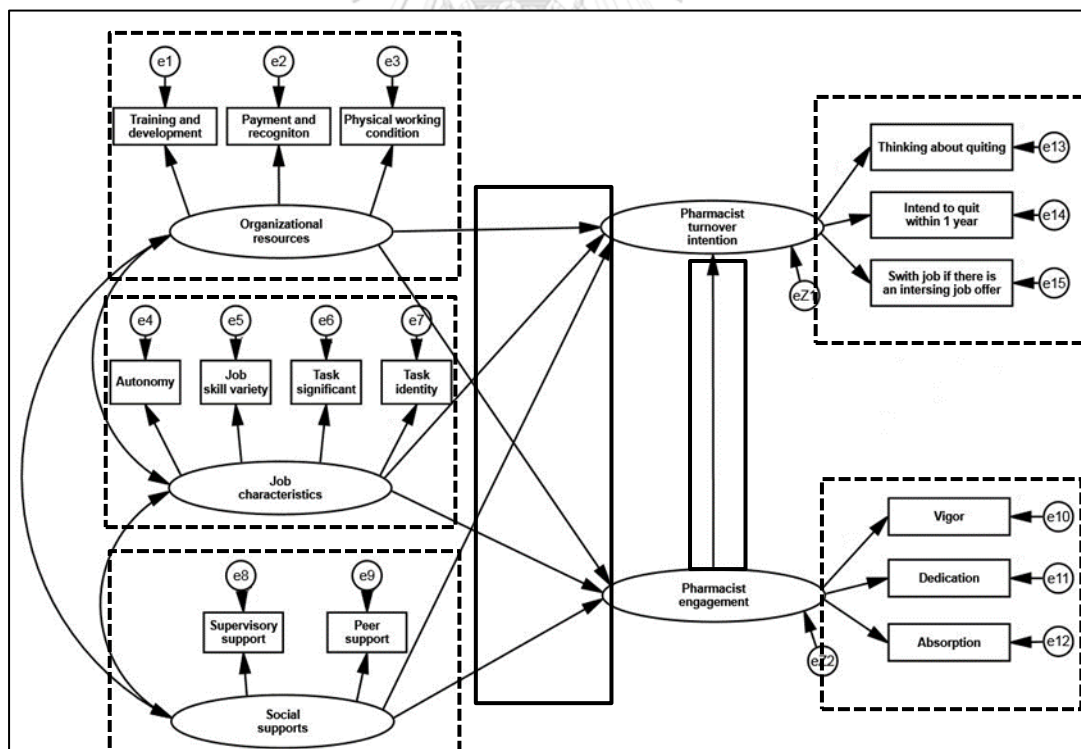 e1
e2
e3
Training and
development
Payment and
recogniton
Physical working
condition
Organizational
resources
e4
e5
e6
e7
Autonomy
Job
skill variety
Task
significant
Task
identity
Job
characteristics
e8
e9
Supervisory
support
Peer
support
Social
supports
Pharmacist
turnover
intention
eZ1
Thinking about quiting
e13
Intend to quit
within 1 year
e14
Swith job if there is
an intersing job offer
e15
Pharmacist
engagement
eZ2
Vigor
e10
Dedication
e11
Absorption
e12